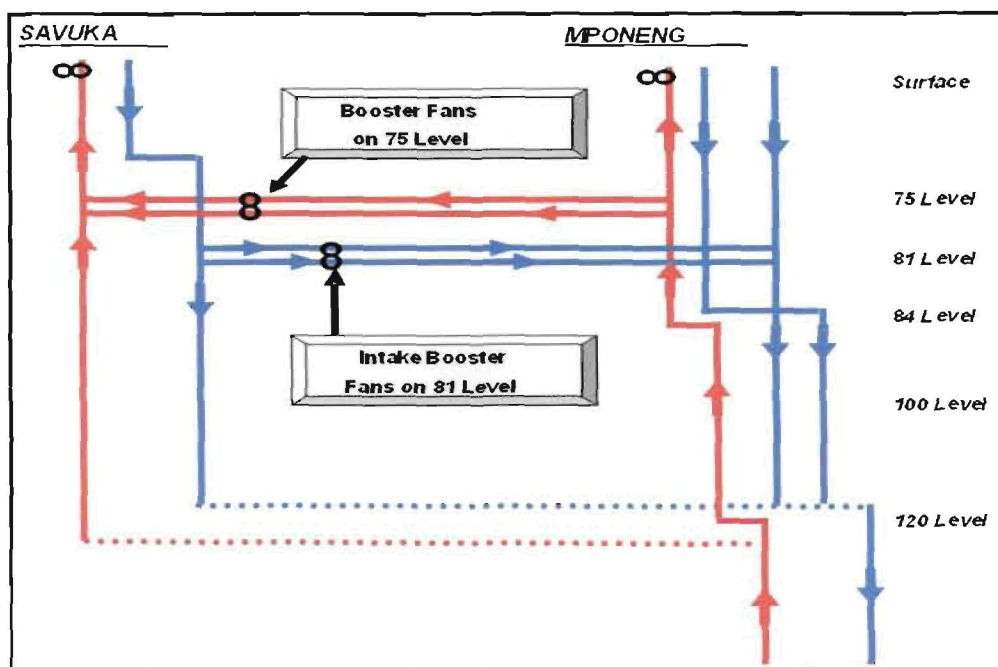 SAVUKA
MPONENG
Surface
Booster Fans
on 75 Level
75 Level
81 Level
84 Level
Intake Booster
Fans on 81 Level
100 Level
120 Level